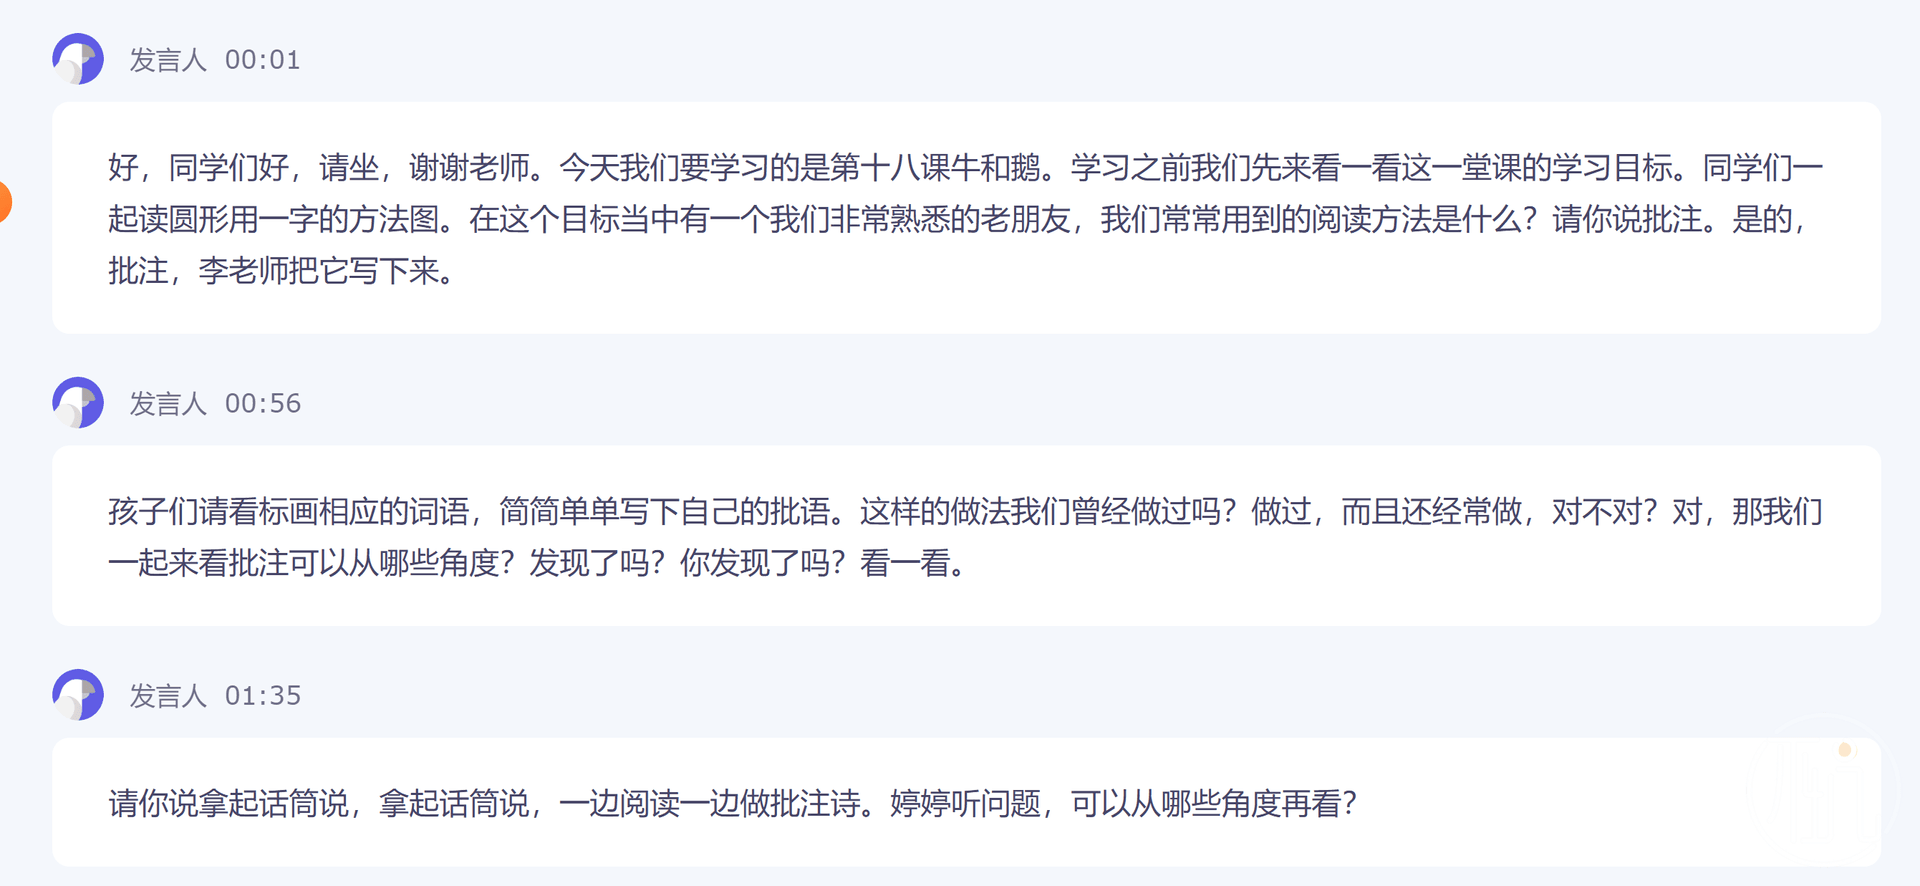 发言人 00:01
好，同学们好，请坐，谢谢老师。今天我们要学习的是第十八课牛和鹅。学习之前我们先来看一看这一堂课的学习目标。同学们一
起读圆形用一字的方法图。在这个目标当中有一个我们非常熟悉的老朋友，我们常常用到的阅读方法是什么？请你说批注。是的，
批注，李老师把它写下来。
发言人 00:56
孩子们请看标画相应的词语，简简单单写下自己的批语。这样的做法我们曾经做过吗？做过，而且还经常做，对不对？对，那我们
一起来看批注可以从哪些角度？发现了吗？你发现了吗？看一看。
发言人 01:35
请你说拿起话筒说，拿起话筒说，一边阅读一边做批注诗。婷婷听问题，可以从哪些角度再看？